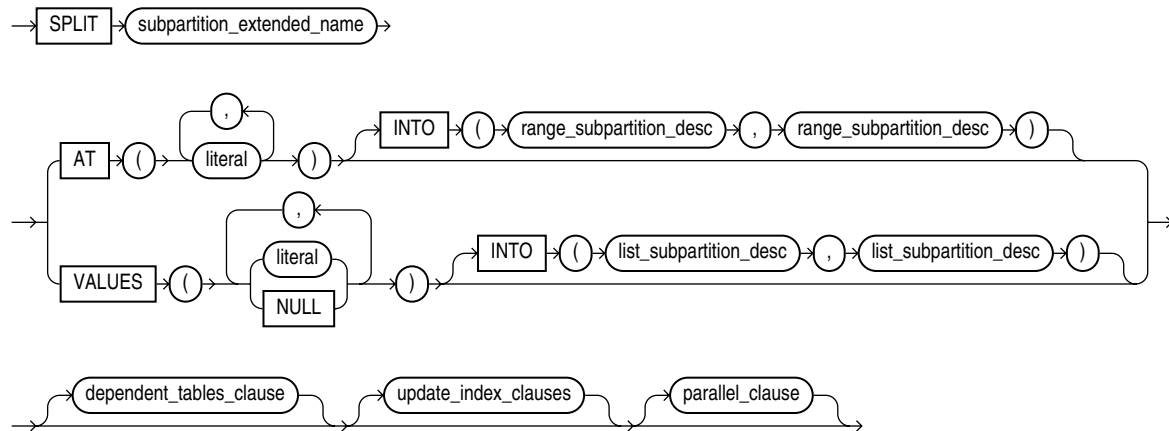 SPLIT subpartition_extended_name
,
INTO ( range_subpartition_desc , range_subpartition_desc )
AT ( literal )
,
literal
INTO ( list_subpartition_desc , list_subpartition_desc )
VALUES ( )
NULL
dependent_tables_clause update_index_clauses parallel_clause